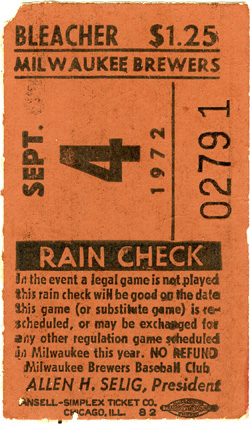 BLEACHER $1.25
MILWAUKEE BREWERS
SEPT. 4 1972
02791
RAIN CHECK
In the event a legal game is not played
this rain check will be good on the date
this game (or substitute game) is re-
scheduled, or may be exchanged for
any other regulation game scheduled
in Milwaukee this year. NO REFUND
Milwaukee Brewers Baseball Club
ALLEN H. SELIG, President
ANSELL-SIMPLEX TICKET CO.
CHICAGO, ILL. 82